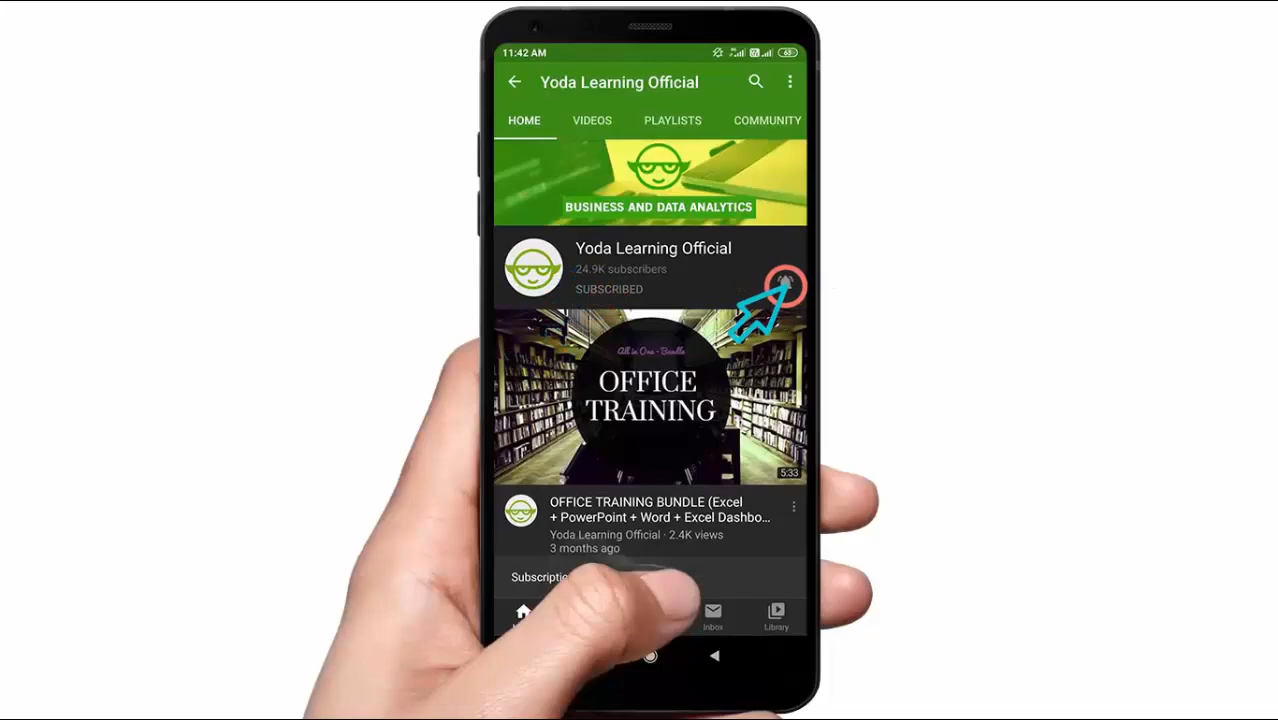 11:42 AM
68
Yoda Learning Official
HOME VIDEOS PLAYLISTS COMMUNITY
BUSINESS AND DATA ANALYTICS
Yoda Learning Official
24.9K subscribers
SUBSCRIBED
All in One - Bundle
OFFICE
TRAINING
5:33
OFFICE TRAINING BUNDLE (Excel
+ PowerPoint + Word + Excel Dashbo...
Yoda Learning Official · 2.4K views
3 months ago
Inbox Library